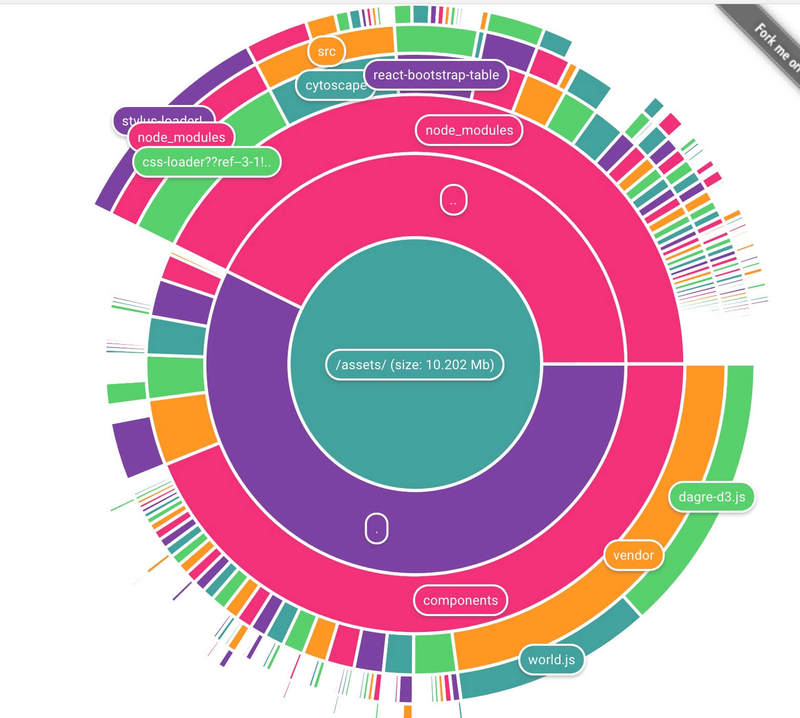 src
Fork me on
cytoscape
react-bootstrap-table
stylus-loader!
node_modules
node_modules
css-loader??ref--3-1!..
..
/assets/ (size: 10.202 Mb)
dagre-d3.js
.
vendor
components
world.js